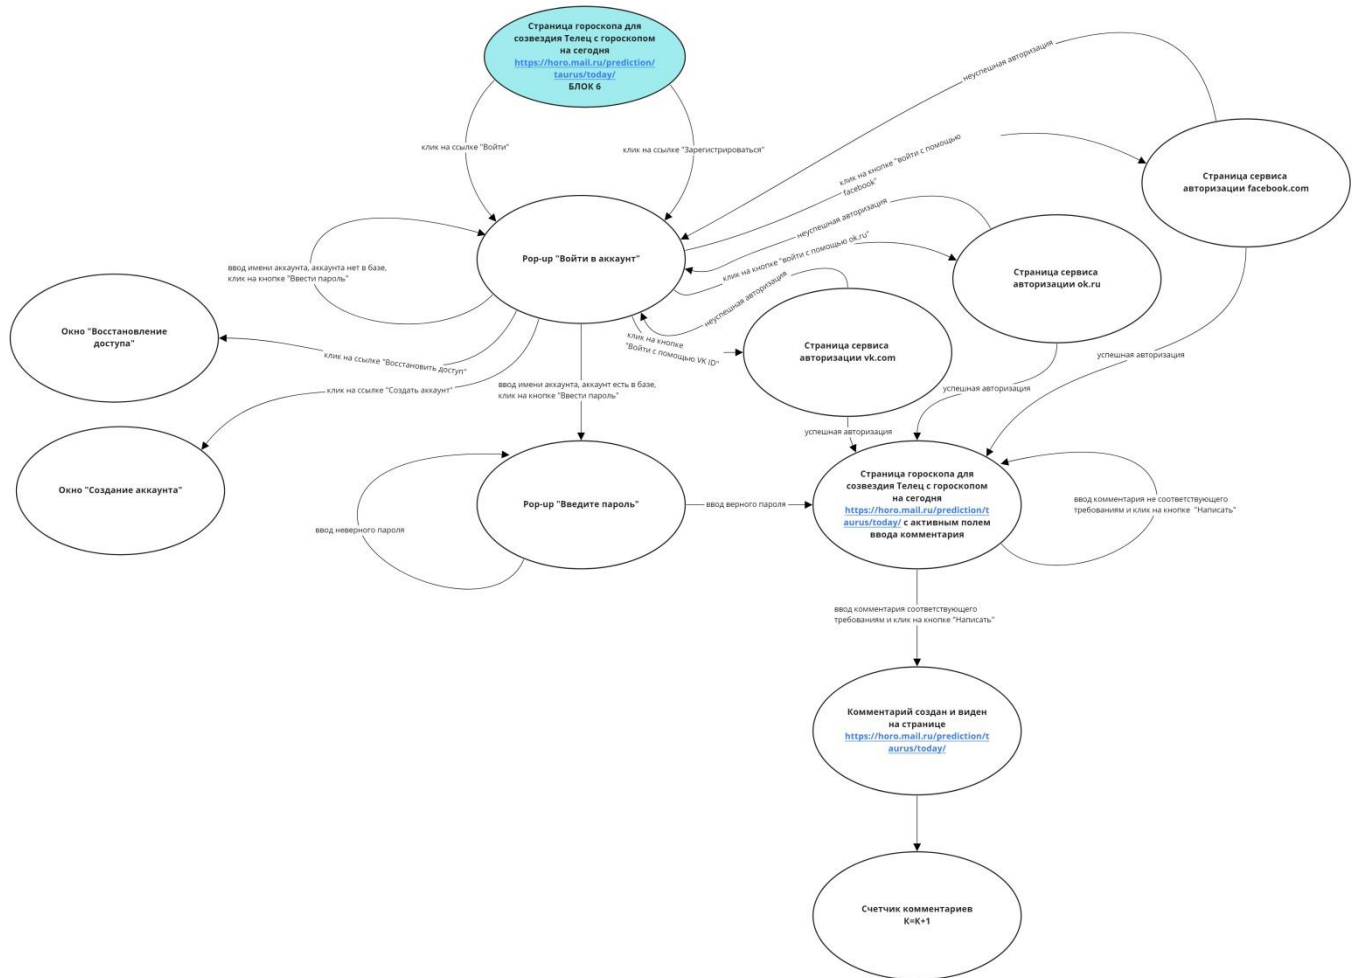 Страница гороскопа для
созвездия Телец с гороскопом
на сегодня
https://horo.mail.ru/prediction/
taurus/today/
БЛОК 6
неуспешная авторизация
клик на ссылке "Войти"
клик на ссылке "Зарегистрироваться"
клик на кнопке "войти с помощью
facebook"
Страница сервиса
авторизации facebook.com
неуспешная авторизация
клик на кнопке "войти с помощью ok.ru"
Pop-up "Войти в аккаунт"
ввод имени аккаунта, аккаунта нет в базе,
клик на кнопке "Ввести пароль"
Страница сервиса
авторизации ok.ru
неуспешная авторизация
клик на кнопке
"Войти с помощью VK ID"
Страница сервиса
авторизации vk.com
Окно "Восстановление
доступа"
клик на ссылке "Восстановить доступ"
успешная авторизация
клик на ссылке "Создать аккаунт"
ввод имени аккаунта, аккаунт есть в базе,
клик на кнопке "Ввести пароль"
успешная авторизация
успешная авторизация
Окно "Создание аккаунта"
Pop-up "Введите пароль"
ввод неверного пароля
ввод верного пароля
Страница гороскопа для
созвездия Телец с гороскопом
на сегодня
https://horo.mail.ru/prediction/t
aurus/today/ с активным полем
ввода комментария
ввод комментария не соответствующего
требованиям и клик на кнопке "Написать"
ввод комментария соответствующего
требованиям и клик на кнопке "Написать"
Комментарий создан и виден
на странице
https://horo.mail.ru/prediction/t
aurus/today/
Счетчик комментариев
К=К+1